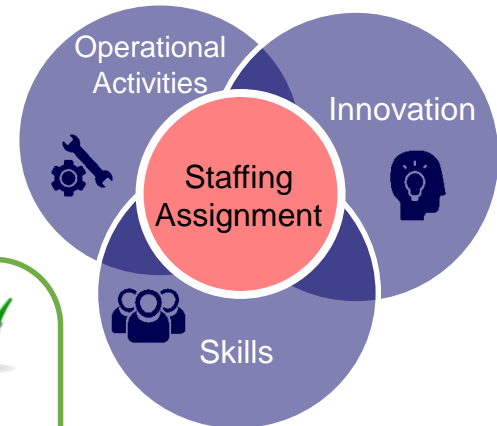 Operational
Activities
Innovation
Staffing
Assignment
Skills